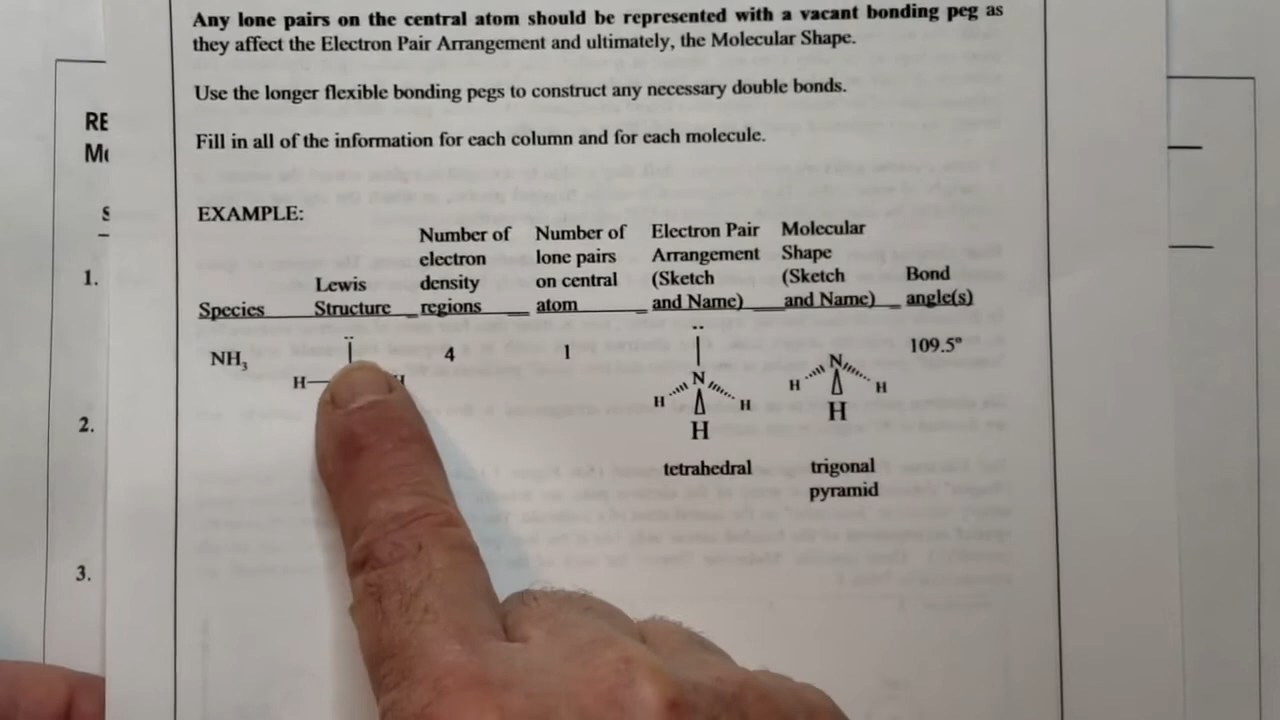 Any lone pairs on the central atom should be represented with a vacant bonding peg as
they affect the Electron Pair Arrangement and ultimately, the Molecular Shape.
Use the longer flexible bonding pegs to construct any necessary double bonds.
Fill in all of the information for each column and for each molecule.
RE
EXAMPLE:
Number of Number of Electron Pair Molecular
electron lone pairs Arrangement Shape
Lewis density on central (Sketch (Sketch Bond
Species Structure regions atom and Name) and Name) angle(s)
1.
NH3 4 1 109.5°
H N H N H
H H
H H
2.
tetrahedral trigonal
pyramid
3.